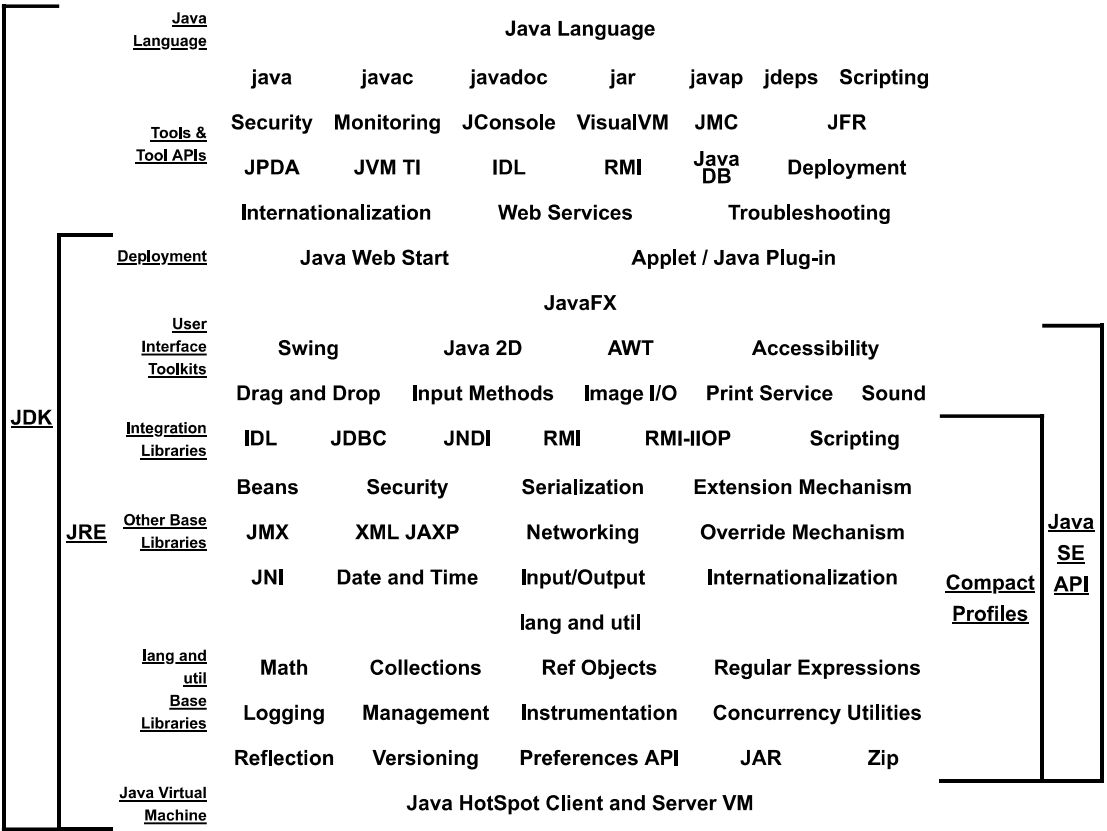 Java
Language
Java Language
java javac javadoc jar javap jdeps Scripting
Security Monitoring JConsole VisualVM JMC JFR
Tools &
Tool APIs
JPDA JVM TI IDL RMI Java DB Deployment
Internationalization Web Services Troubleshooting
Deployment Java Web Start Applet / Java Plug-in
JavaFX
User
Interface
Toolkits
Swing Java 2D AWT Accessibility
Drag and Drop Input Methods Image I/O Print Service Sound
JDK
Integration
Libraries
IDL JDBC JNDI RMI RMI-IIOP Scripting
Beans Security Serialization Extension Mechanism
JRE
Other Base
Libraries
JMX XML JAXP Networking Override Mechanism
JNI Date and Time Input/Output Internationalization
Java
SE
API
Compact
Profiles
lang and util
lang and
util
Base
Libraries
Math Collections Ref Objects Regular Expressions
Logging Management Instrumentation Concurrency Utilities
Reflection Versioning Preferences API JAR Zip
Java Virtual
Machine
Java HotSpot Client and Server VM